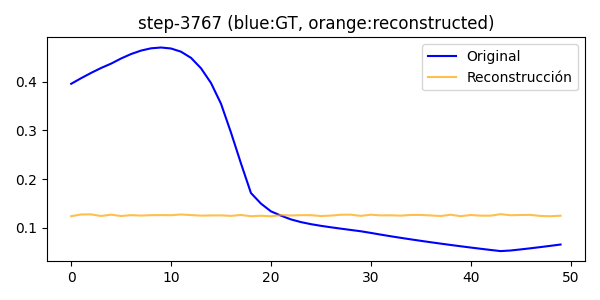 step-3767 (blue:GT, orange:reconstructed)
Original
Reconstrucción
0.4
0.3
0.2
0.1
0 10 20 30 40 50